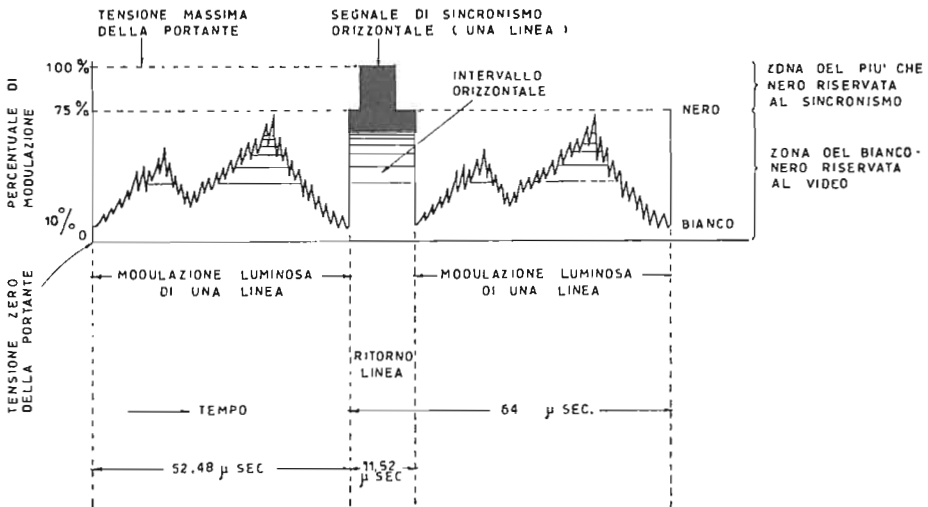 TENSIONE MASSIMA
DELLA PORTANTE
SEGNALE DI SINCRONISMO
ORIZZONTALE ( UNA LINEA )
100 %
INTERVALLO
ORIZZONTALE
ZONA DEL PIU' CHE
NERO RISERVATA
AL SINCRONISMO
75 %
NERO
PERCENTUALE DI
MODULAZIONE
ZONA DEL BIANCO-
NERO RISERVATA
AL VIDEO
10%
0
BIANCO
TENSIONE ZERO
DELLA PORTANTE
MODULAZIONE LUMINOSA
DI UNA LINEA
MODULAZIONE LUMINOSA
DI UNA LINEA
RITORNO
LINEA
TEMPO
64 μ SEC.
52,48 μ SEC
11,52
μ SEC